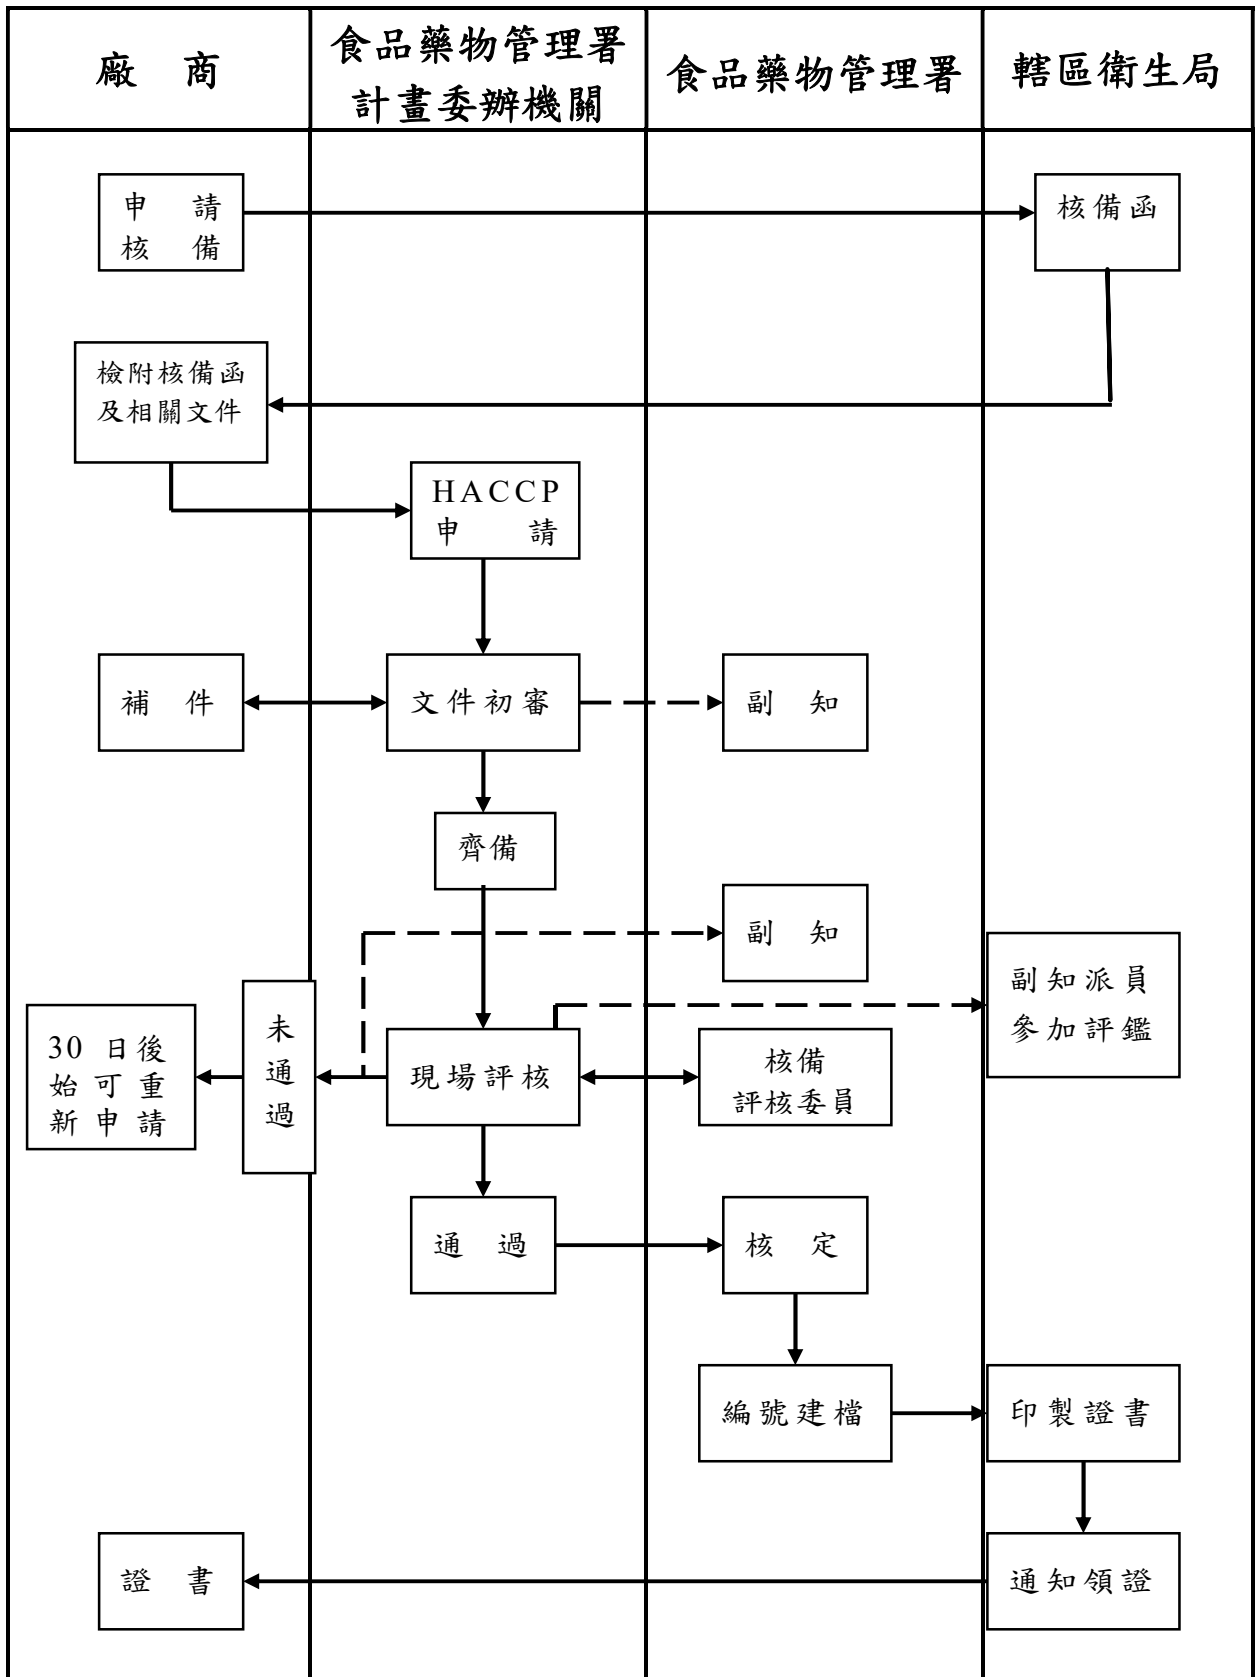 廠 商
食品藥物管理署
計畫委辦機關
食品藥物管理署
轄區衛生局
申 請
核 備
核備函
檢附核備函
及相關文件
HACCP
申 請
補 件
文件初審
副 知
齊備
副 知
副知派員
參加評鑑
30 日後
始可重
新申請
未
通
過
現場評核
核備
評核委員
通 過
核 定
編號建檔
印製證書
證 書
通知領證